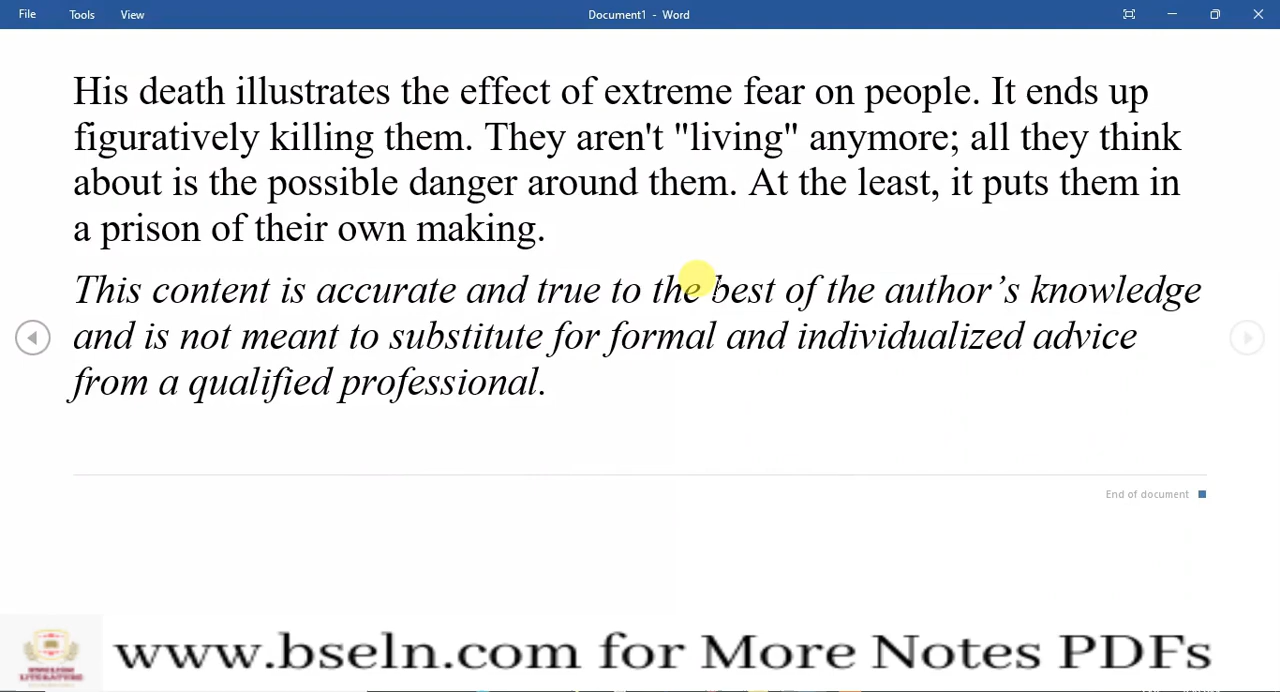 File Tools View Document1 - Word
His death illustrates the effect of extreme fear on people. It ends up
figuratively killing them. They aren't "living" anymore; all they think
about is the possible danger around them. At the least, it puts them in
a prison of their own making.
This content is accurate and true to the best of the author’s knowledge
and is not meant to substitute for formal and individualized advice
from a qualified professional.
End of document
www.bseln.com for More Notes PDFs
LITERATURE